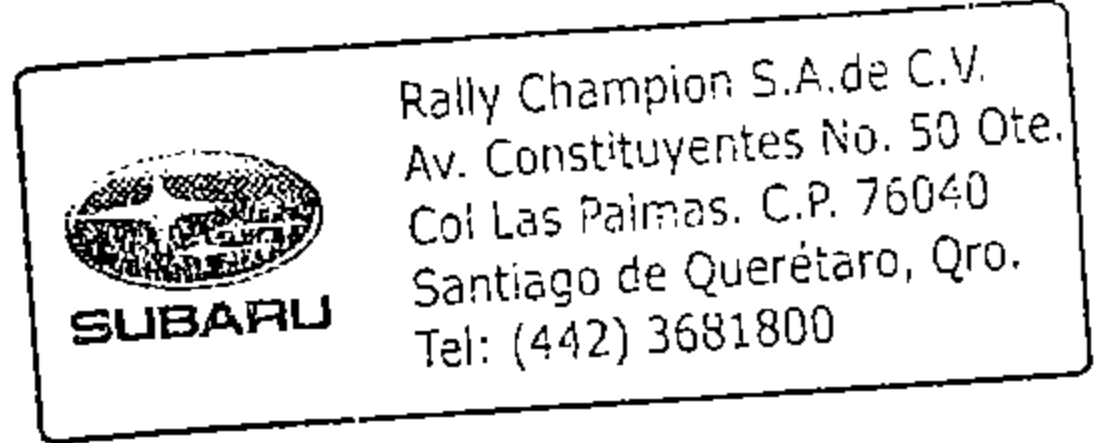 Rally Champion S.A.de C.V.
Av. Constituyentes No. 50 Ote.
Col Las Palmas. C.P. 76040
Santiago de Querétaro, Qro.
Tel: (442) 3681800
SUBARU